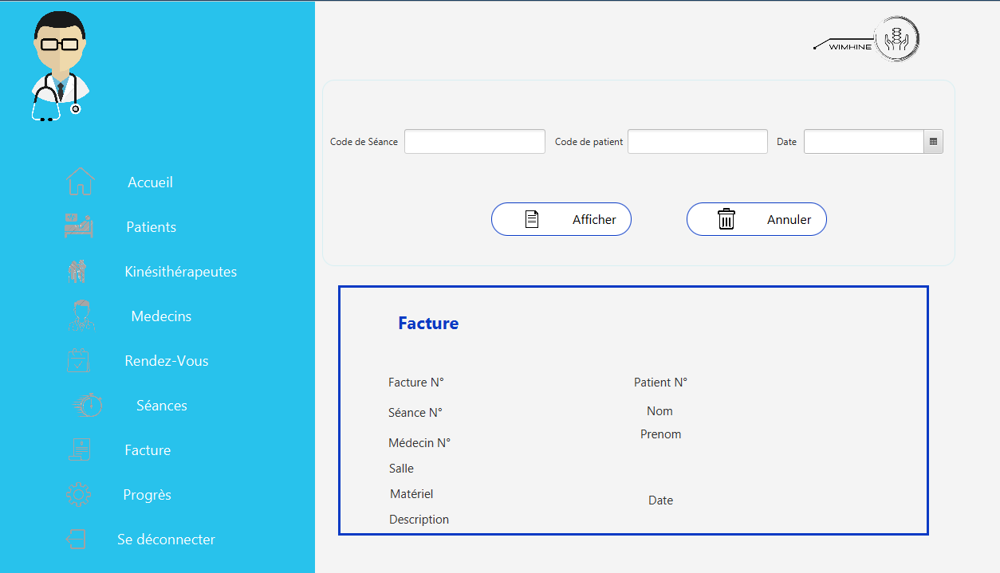 WIMHINE
Code de Séance
Code de patient
Date
Afficher
Annuler
Accueil
Patients
Kinésithérapeutes
Medecins
Rendez-Vous
Séances
Facture
Progrès
Se déconnecter
Facture
Facture N°
Patient N°
Séance N°
Nom
Médecin N°
Prenom
Salle
Matériel
Date
Description